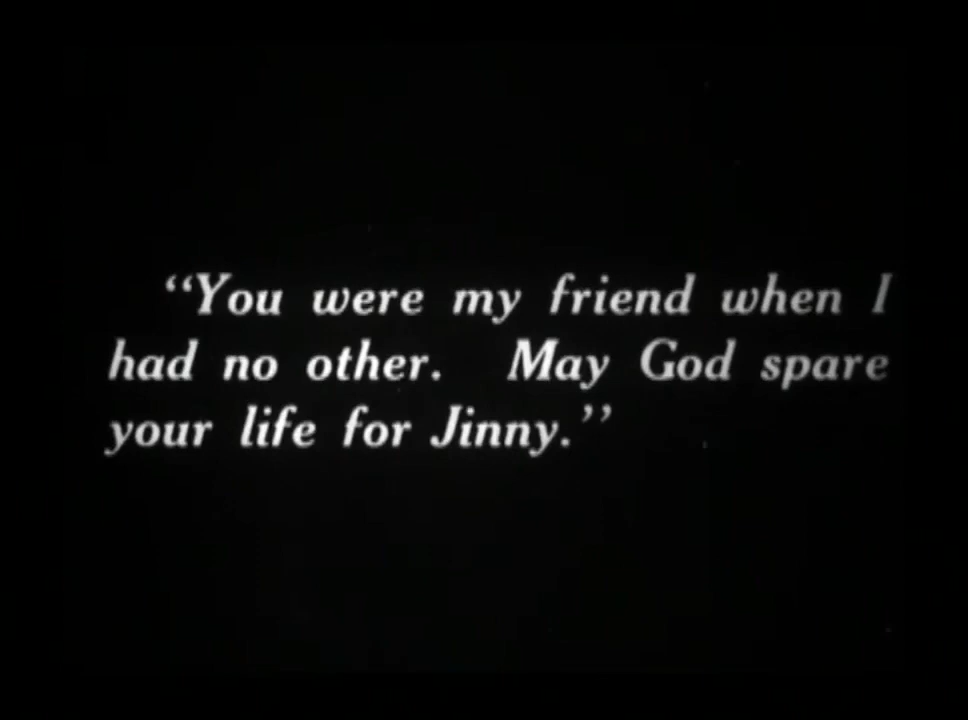 “You were my friend when I
had no other. May God spare
your life for Jinny.”